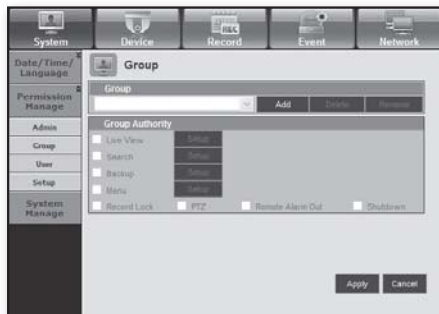 System Device Record Event Network
Date/Time/
Language
Group
Permission
Manage
Group
Add Delete Rename
Admin
Group Authority
Live View Setup
Group
Search Setup
User
Backup Setup
Setup
Menu Setup
System
Manage
Record Lock PTZ Remote Alarm Out Shutdown
Apply Cancel